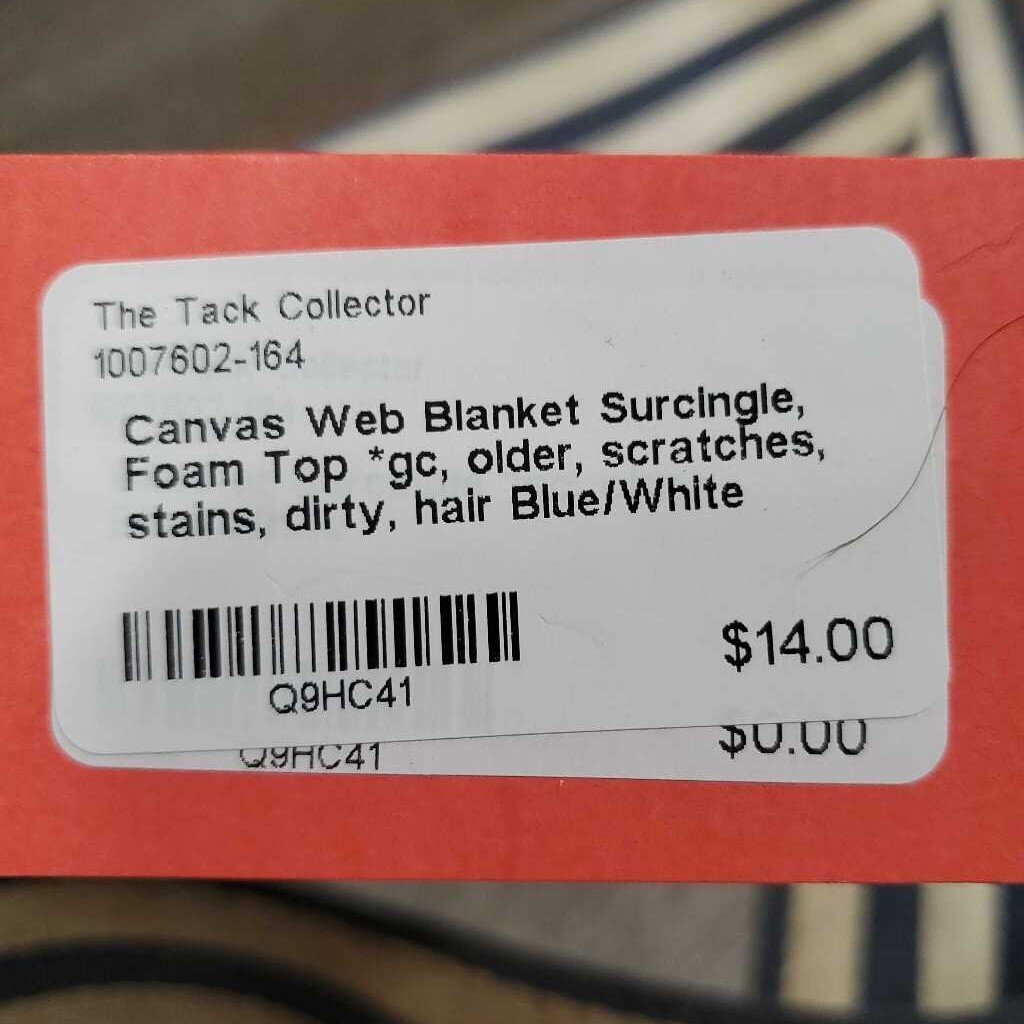 The Tack Collector
1007602-164
Canvas Web Blanket Surcingle,
Foam Top *gc, older, scratches,
stains, dirty, hair Blue/White
$14.00
Q9HC41
$0.00
Q9HC41